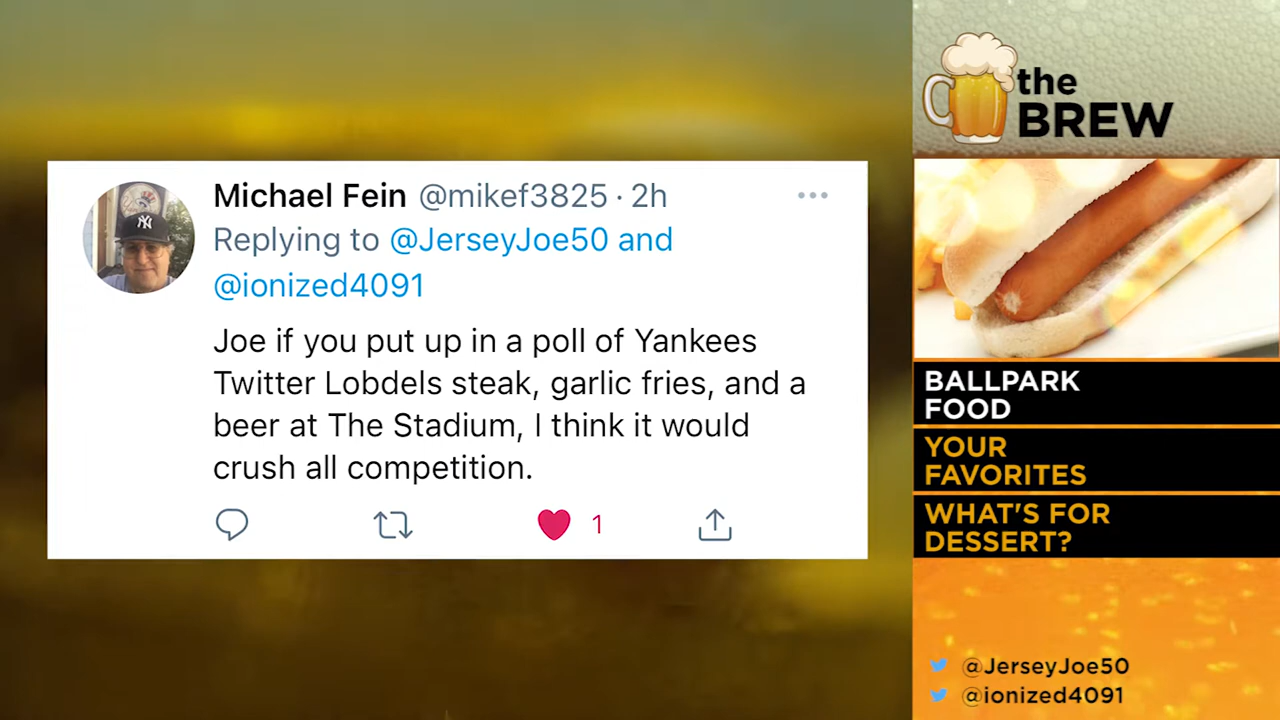 Michael Fein @mikef3825 · 2h
Replying to @JerseyJoe50 and
@ionized4091
Joe if you put up in a poll of Yankees
Twitter Lobdels steak, garlic fries, and a
beer at The Stadium, I think it would
crush all competition.
1
the
BREW
BALLPARK
FOOD
YOUR
FAVORITES
WHAT'S FOR
DESSERT?
@JerseyJoe50
@ionized4091